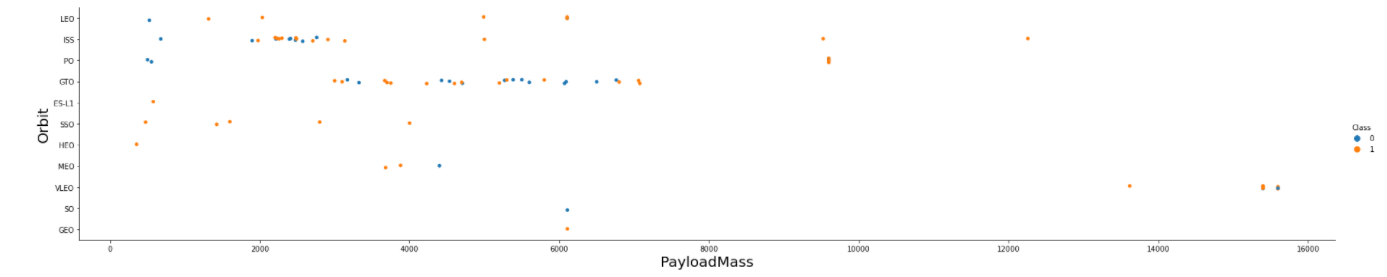 LEO
ISS
PO
GTO
ES-L1
SSO
HEO
MEO
VLEO
SO
GEO
Orbit
0 2000 4000 6000 8000 10000 12000 14000 16000
PayloadMass
Class
0
1